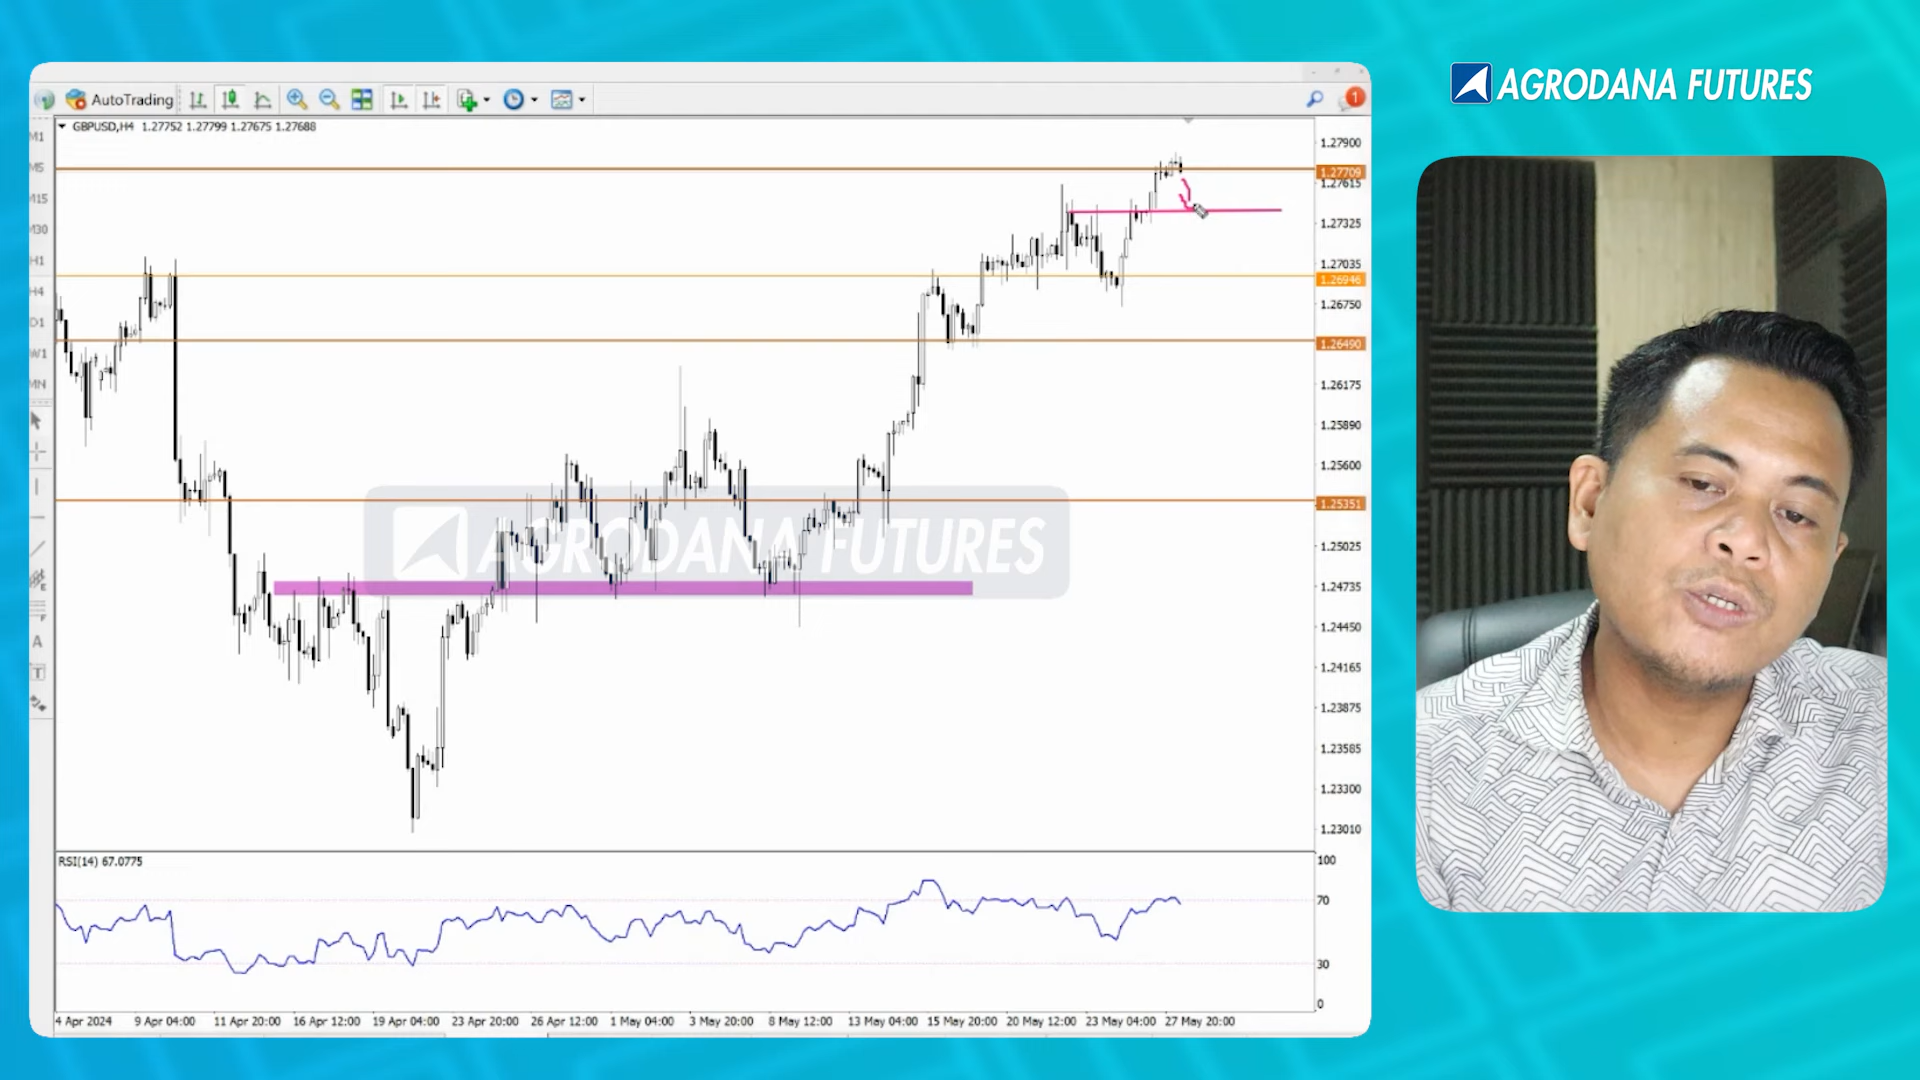 AGRODANA FUTURES
AutoTrading
1
GBPUSD,H4 1.27752 1.27799 1.27675 1.27688
M1
M5
M15
M30
H1
H4
D1
W1
MN
E
F
A
T
1.27900
1.27709
1.27615
1.27325
1.27035
1.26946
1.26750
1.26490
1.26175
1.25890
1.25600
1.25351
1.25025
1.24735
1.24450
1.24165
1.23875
1.23585
1.23300
1.23010
AGRODANA FUTURES
RSI(14) 67.0775
100
70
30
0
4 Apr 2024 9 Apr 04:00 11 Apr 20:00 16 Apr 12:00 19 Apr 04:00 23 Apr 20:00 26 Apr 12:00 1 May 04:00 3 May 20:00 8 May 12:00 13 May 04:00 15 May 20:00 20 May 12:00 23 May 04:00 27 May 20:00